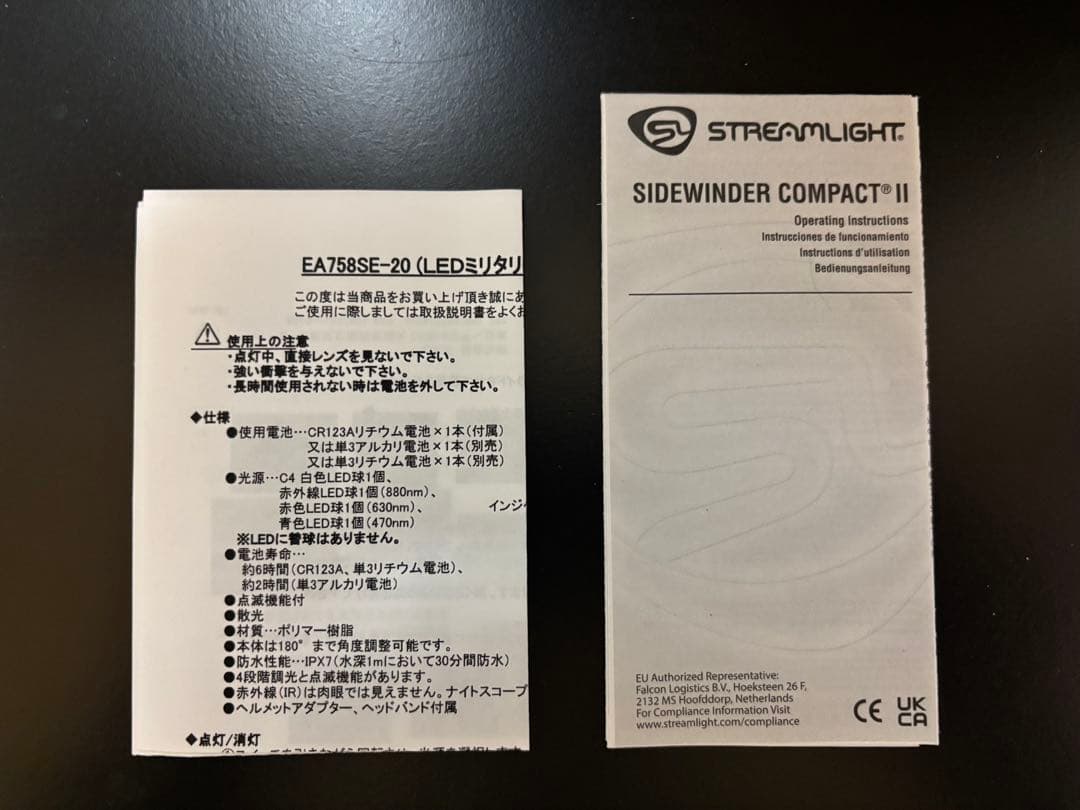 EA758SE-20(LEDミリタリ
この度は当商品をお買い上げ頂き誠にあ
ご使用に際しましては取扱説明書をよくお
使用上の注意
・点灯中、直接レンズを見ないで下さい。
・強い衝撃を与えないで下さい。
・長時間使用されない時は電池を外して下さい。
◆仕様
●使用電池…CR123Aリチウム電池×1本(付属)
又は単3アルカリ電池×1本(別売)
又は単3リチウム電池×1本(別売)
●光源…C4 白色LED球1個、
赤外線LED球1個(880nm)、
赤色LED球1個(630nm)、
インジ
青色LED球1個(470nm)
※LEDに替球はありません。
●電池寿命…
約6時間(CR123A、単3リチウム電池)、
約2時間(単3アルカリ電池)
●点滅機能付
●散光
●材質…ポリマー樹脂
●本体は180°まで角度調整可能です。
●防水性能…IPX7(水深1mにおいて30分間防水)
●4段階調光と点滅機能があります。
●赤外線(IR)は肉眼では見えません。ナイトスコープ
●ヘルメットアダプター、ヘッドバンド付属
◆点灯/消灯
STREAMLIGHT®
SIDEWINDER COMPACT® II
Operating Instructions
Instrucciones de funcionamiento
Instructions d'utilisation
Bedienungsanleitung
EU Authorized Representative:
Falcon Logistics B.V., Hoeksteen 26 F,
2132 MS Hoofddorp, Netherlands
For Compliance Information Visit
www.streamlight.com/compliance
CE
UK
CA